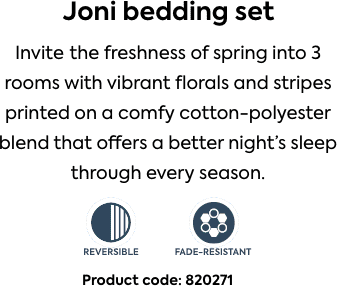 Joni bedding set
Invite the freshness of spring into 3
rooms with vibrant florals and stripes
printed on a comfy cotton-polyester
blend that offers a better night’s sleep
through every season.
REVERSIBLE FADE-RESISTANT
Product code: 820271